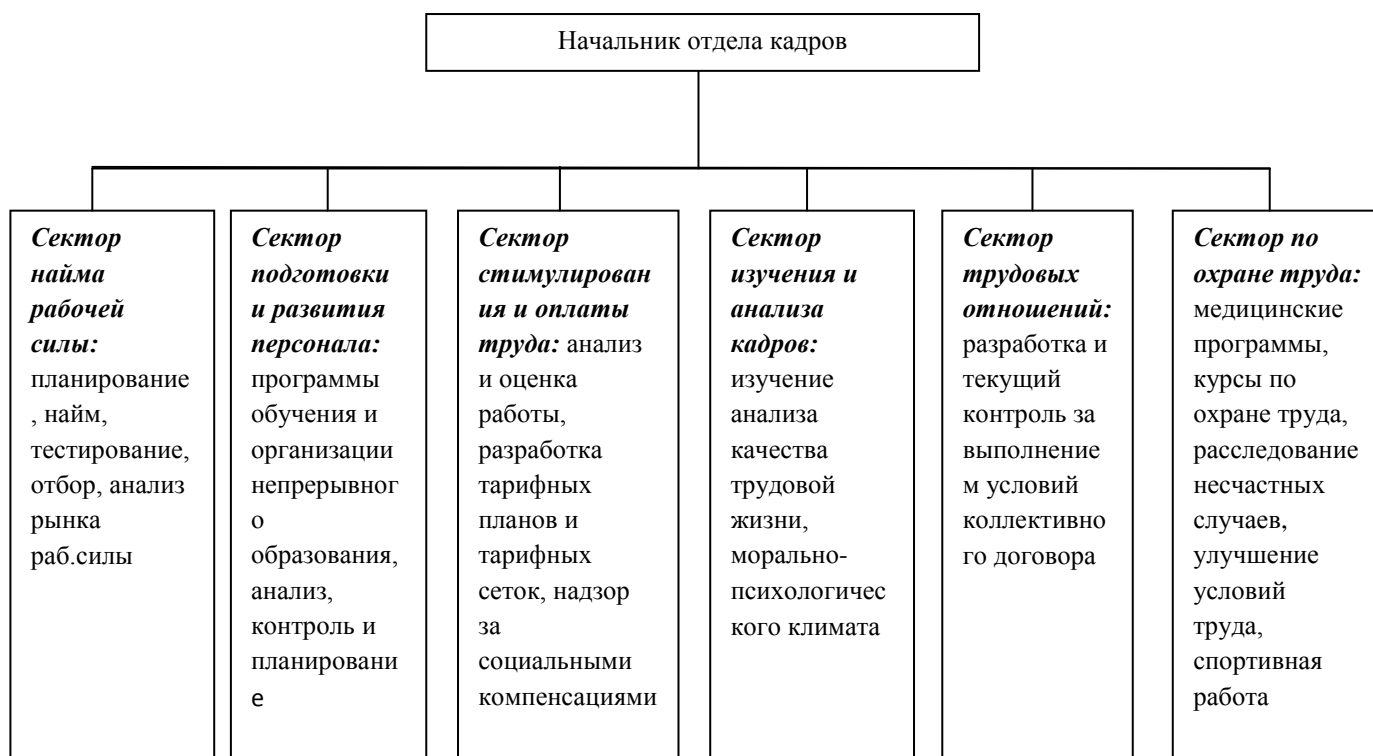 Начальник отдела кадров
Сектор
найма
рабочей
силы:
планирование
, найм,
тестирование,
отбор, анализ
рынка
раб.силы
Сектор
подготовки
и развития
персонала:
программы
обучения и
организации
непрерывног
о
образования,
анализ,
контроль и
планировани
е
Сектор
стимулирован
ия и оплаты
труда: анализ
и оценка
работы,
разработка
тарифных
планов и
тарифных
сеток, надзор
за
социальными
компенсациями
Сектор
изучения и
анализа
кадров:
изучение
анализа
качества
трудовой
жизни,
морально-
психологичес
кого климата
Сектор
трудовых
отношений:
разработка и
текущий
контроль за
выполнение
м условий
коллективно
го договора
Сектор по
охране труда:
медицинские
программы,
курсы по
охране труда,
расследование
несчастных
случаев,
улучшение
условий
труда,
спортивная
работа